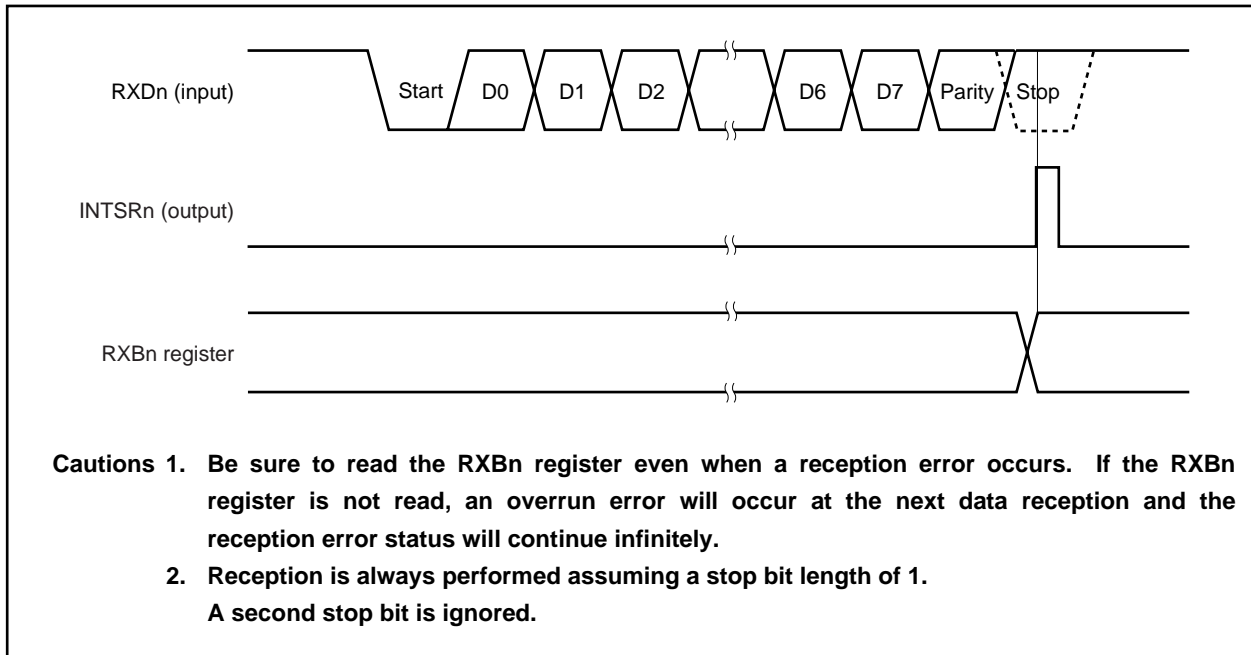 RXDn (input)
Start D0 D1 D2 D6 D7 Parity Stop
INTSRn (output)
RXBn register
Cautions 1. Be sure to read the RXBn register even when a reception error occurs. If the RXBn
register is not read, an overrun error will occur at the next data reception and the
reception error status will continue infinitely.
2. Reception is always performed assuming a stop bit length of 1.
A second stop bit is ignored.